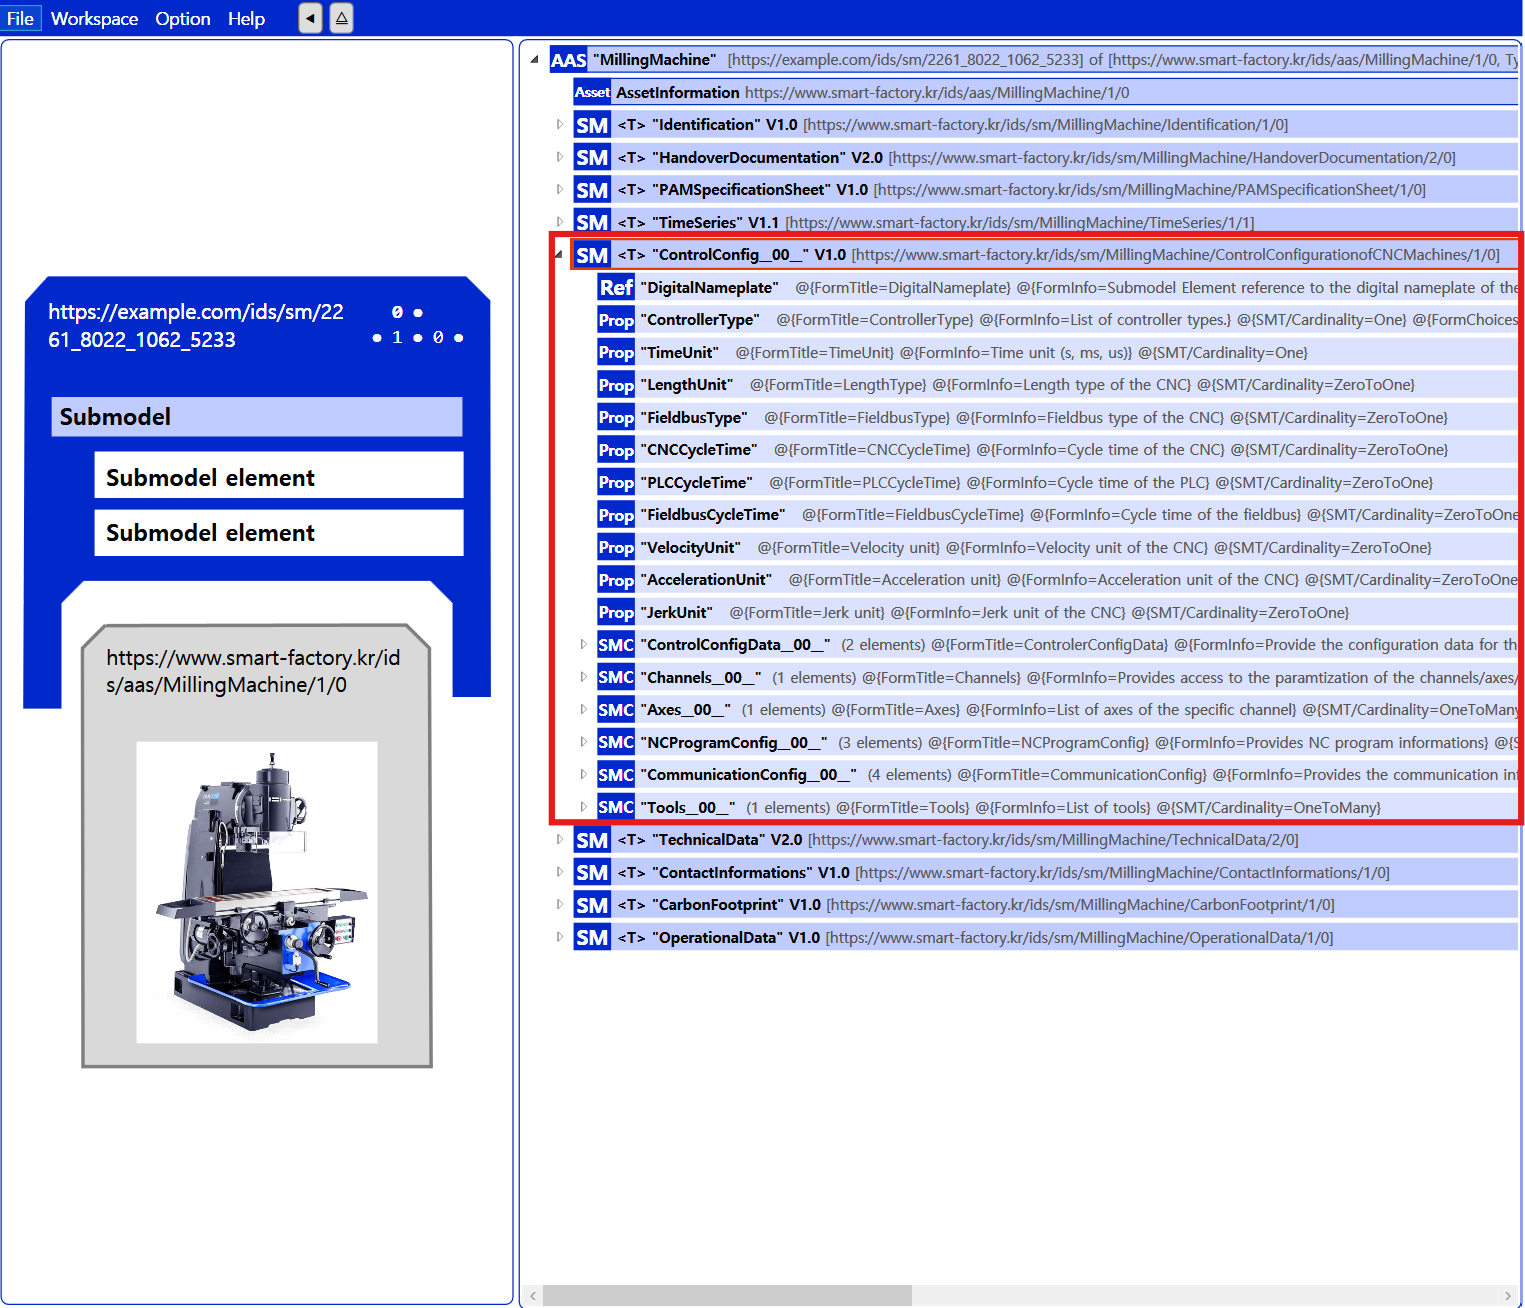 File Workspace Option Help
https://example.com/ids/sm/22
61_8022_1062_5233
0
1 0
Submodel
Submodel element
Submodel element
https://www.smart-factory.kr/id
s/aas/MillingMachine/1/0
AAS "MillingMachine" [https://example.com/ids/sm/2261_8022_1062_5233] of [https://www.smart-factory.kr/ids/aas/MillingMachine/1/0, Ty
Asset AssetInformation https://www.smart-factory.kr/ids/aas/MillingMachine/1/0
SM <T> "Identification" V1.0 [https://www.smart-factory.kr/ids/sm/MillingMachine/Identification/1/0]
SM <T> "HandoverDocumentation" V2.0 [https://www.smart-factory.kr/ids/sm/MillingMachine/HandoverDocumentation/2/0]
SM <T> "PAMSpecificationSheet" V1.0 [https://www.smart-factory.kr/ids/sm/MillingMachine/PAMSpecificationSheet/1/0]
SM <T> "TimeSeries" V1.1 [https://www.smart-factory.kr/ids/sm/MillingMachine/TimeSeries/1/1]
SM <T> "ControlConfig__00__" V1.0 [https://www.smart-factory.kr/ids/sm/MillingMachine/ControlConfigurationofCNCMachines/1/0]
Ref "DigitalNameplate" @{FormTitle=DigitalNameplate} @{FormInfo=Submodel Element reference to the digital nameplate of the
Prop "ControllerType" @{FormTitle=ControllerType} @{FormInfo=List of controller types.} @{SMT/Cardinality=One} @{FormChoices
Prop "TimeUnit" @{FormTitle=TimeUnit} @{FormInfo=Time unit (s, ms, us)} @{SMT/Cardinality=One}
Prop "LengthUnit" @{FormTitle=LengthType} @{FormInfo=Length type of the CNC} @{SMT/Cardinality=ZeroToOne}
Prop "FieldbusType" @{FormTitle=FieldbusType} @{FormInfo=Fieldbus type of the CNC} @{SMT/Cardinality=ZeroToOne}
Prop "CNCCycleTime" @{FormTitle=CNCCycleTime} @{FormInfo=Cycle time of the CNC} @{SMT/Cardinality=ZeroToOne}
Prop "PLCCycleTime" @{FormTitle=PLCCycleTime} @{FormInfo=Cycle time of the PLC} @{SMT/Cardinality=ZeroToOne}
Prop "FieldbusCycleTime" @{FormTitle=FieldbusCycleTime} @{FormInfo=Cycle time of the fieldbus} @{SMT/Cardinality=ZeroToOne
Prop "VelocityUnit" @{FormTitle=Velocity unit} @{FormInfo=Velocity unit of the CNC} @{SMT/Cardinality=ZeroToOne}
Prop "AccelerationUnit" @{FormTitle=Acceleration unit} @{FormInfo=Acceleration unit of the CNC} @{SMT/Cardinality=ZeroToOne
Prop "JerkUnit" @{FormTitle=Jerk unit} @{FormInfo=Jerk unit of the CNC} @{SMT/Cardinality=ZeroToOne}
SMC "ControlConfigData__00__" (2 elements) @{FormTitle=ControlerConfigData} @{FormInfo=Provide the configuration data for th
SMC "Channels__00__" (1 elements) @{FormTitle=Channels} @{FormInfo=Provides access to the paramtization of the channels/axes/
SMC "Axes__00__" (1 elements) @{FormTitle=Axes} @{FormInfo=List of axes of the specific channel} @{SMT/Cardinality=OneToMany
SMC "NCProgramConfig__00__" (3 elements) @{FormTitle=NCProgramConfig} @{FormInfo=Provides NC program informations} @{S
SMC "CommunicationConfig__00__" (4 elements) @{FormTitle=CommunicationConfig} @{FormInfo=Provides the communication inf
SMC "Tools__00__" (1 elements) @{FormTitle=Tools} @{FormInfo=List of tools} @{SMT/Cardinality=OneToMany}
SM <T> "TechnicalData" V2.0 [https://www.smart-factory.kr/ids/sm/MillingMachine/TechnicalData/2/0]
SM <T> "ContactInformations" V1.0 [https://www.smart-factory.kr/ids/sm/MillingMachine/ContactInformations/1/0]
SM <T> "CarbonFootprint" V1.0 [https://www.smart-factory.kr/ids/sm/MillingMachine/CarbonFootprint/1/0]
SM <T> "OperationalData" V1.0 [https://www.smart-factory.kr/ids/sm/MillingMachine/OperationalData/1/0]